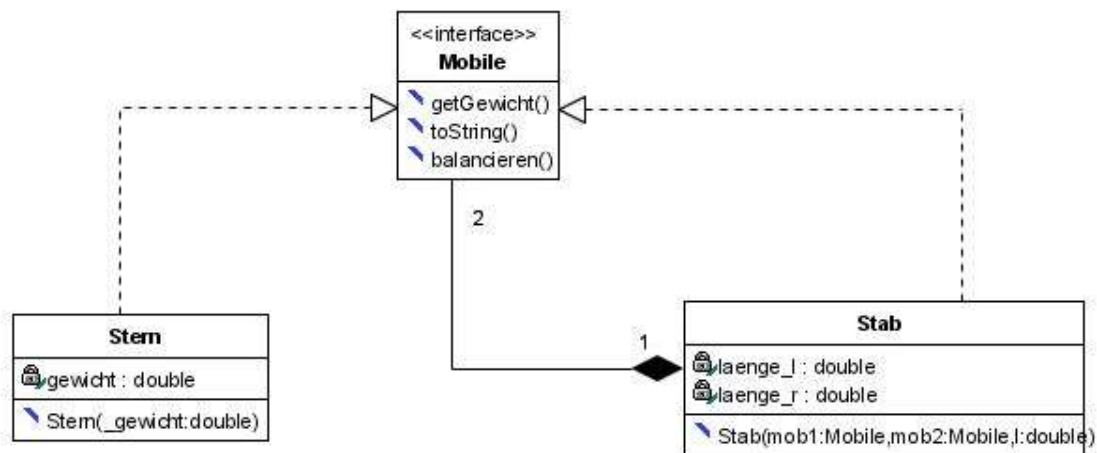 <<interface>>
Mobile
getGewicht()
toString()
balancieren()
2
Stern
gewicht : double
Stern(_gewicht:double)
1
Stab
laenge_l : double
laenge_r : double
Stab(mob1:Mobile,mob2:Mobile,l:double)